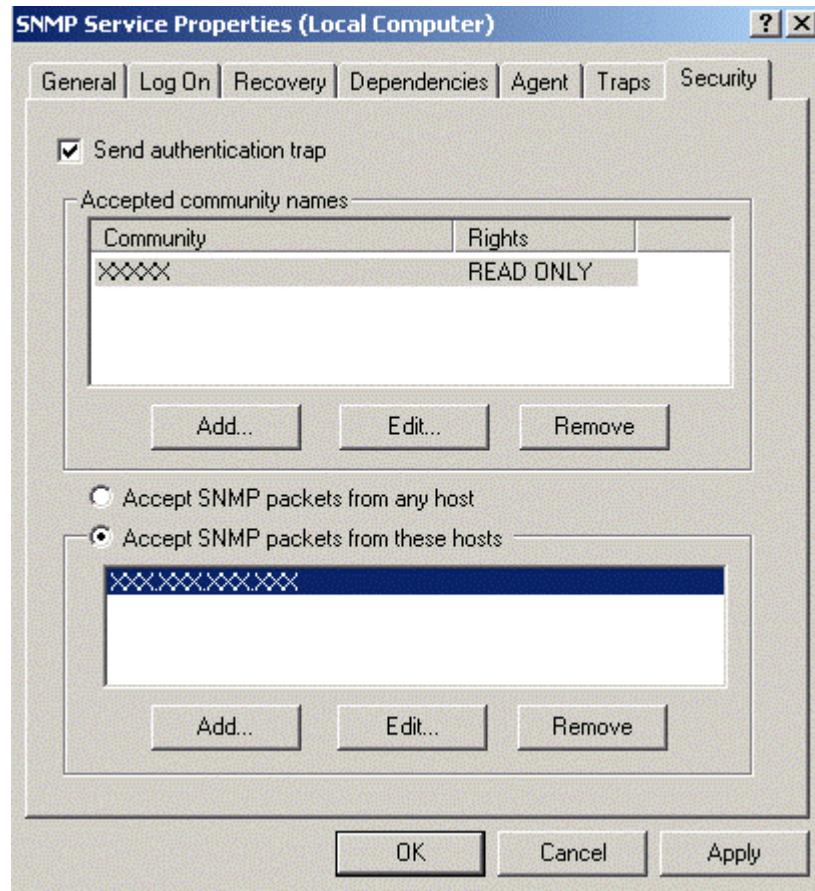 SNMP Service Properties (Local Computer)
General Log On Recovery Dependencies Agent Traps Security
Send authentication trap
Accepted community names
Community Rights
XXXXX READ ONLY
Add... Edit... Remove
Accept SNMP packets from any host
Accept SNMP packets from these hosts
XXX.XXX.XXX.XXX
Add... Edit... Remove
OK Cancel Apply